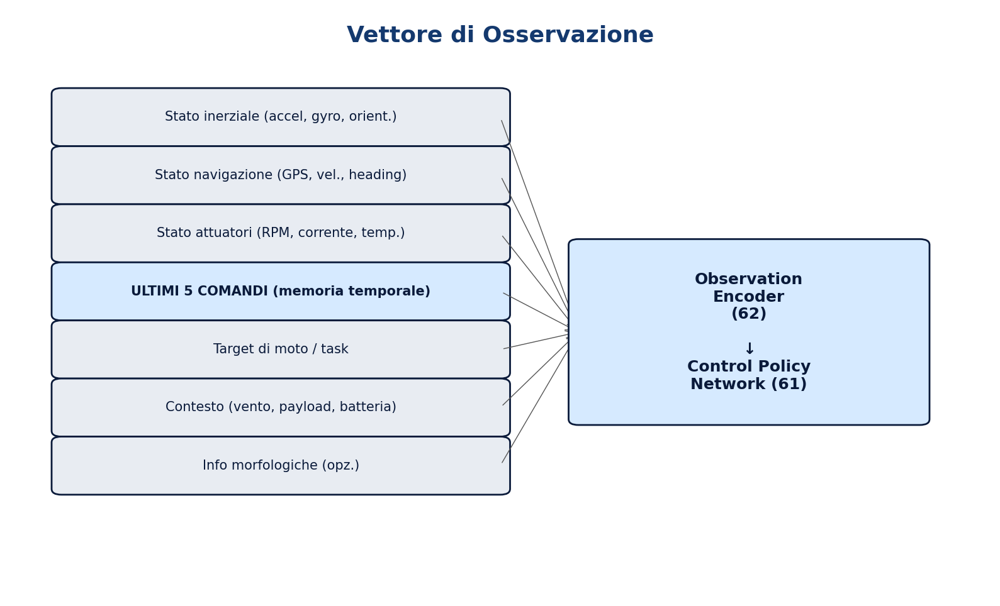 Vettore di Osservazione
Stato inerziale (accel, gyro, orient.)
Stato navigazione (GPS, vel., heading)
Stato attuatori (RPM, corrente, temp.)
ULTIMI 5 COMANDI (memoria temporale)
Target di moto / task
Contesto (vento, payload, batteria)
Info morfologiche (opz.)
Observation
Encoder
(62)
↓
Control Policy
Network (61)